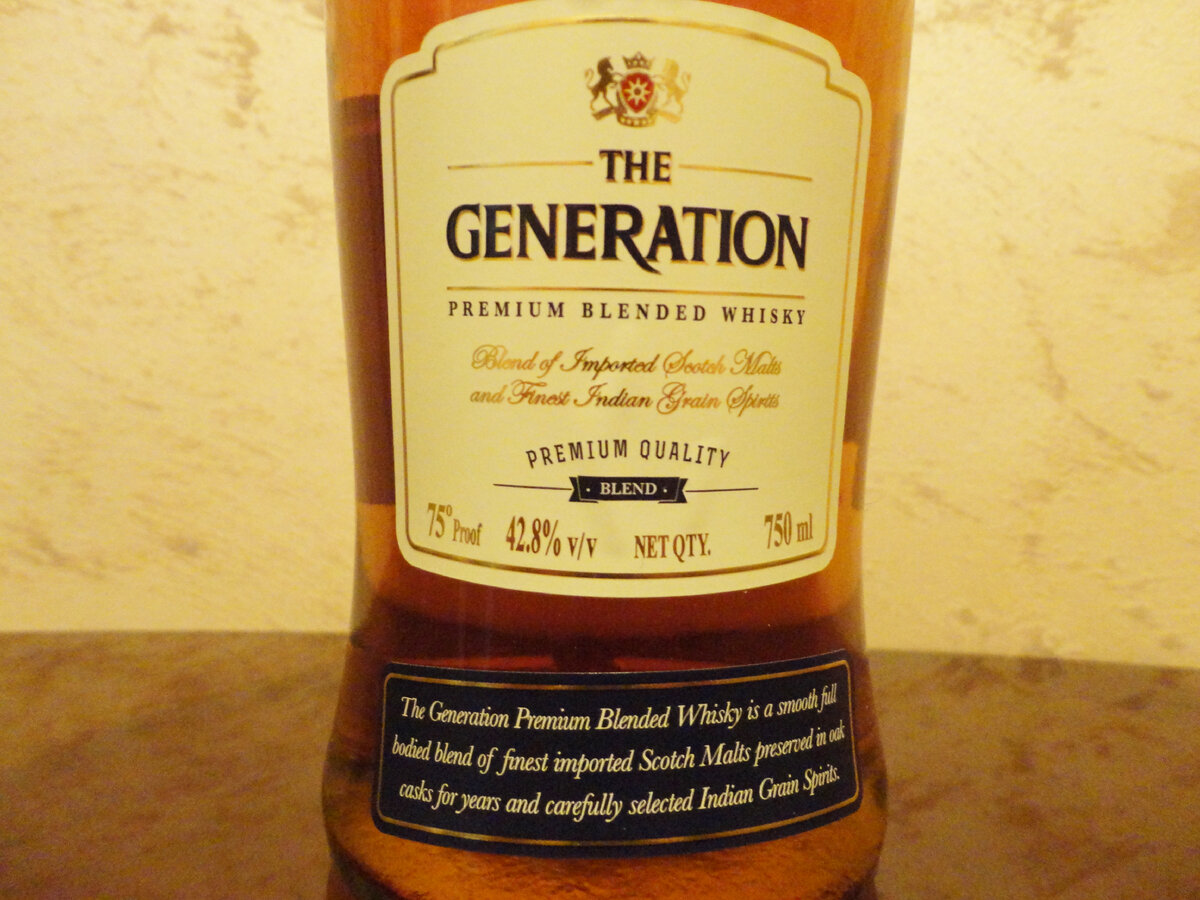 THE
GENERATION
PREMIUM BLENDED WHISKY
Blend of Imported Scotch Malts
and Finest Indian Grain Spirits
PREMIUM QUALITY
· BLEND ·
75° Proof 42.8% v/v NET QTY. 750 ml
The Generation Premium Blended Whisky is a smooth full
bodied blend of finest imported Scotch Malts preserved in oak
casks for years and carefully selected Indian Grain Spirits.